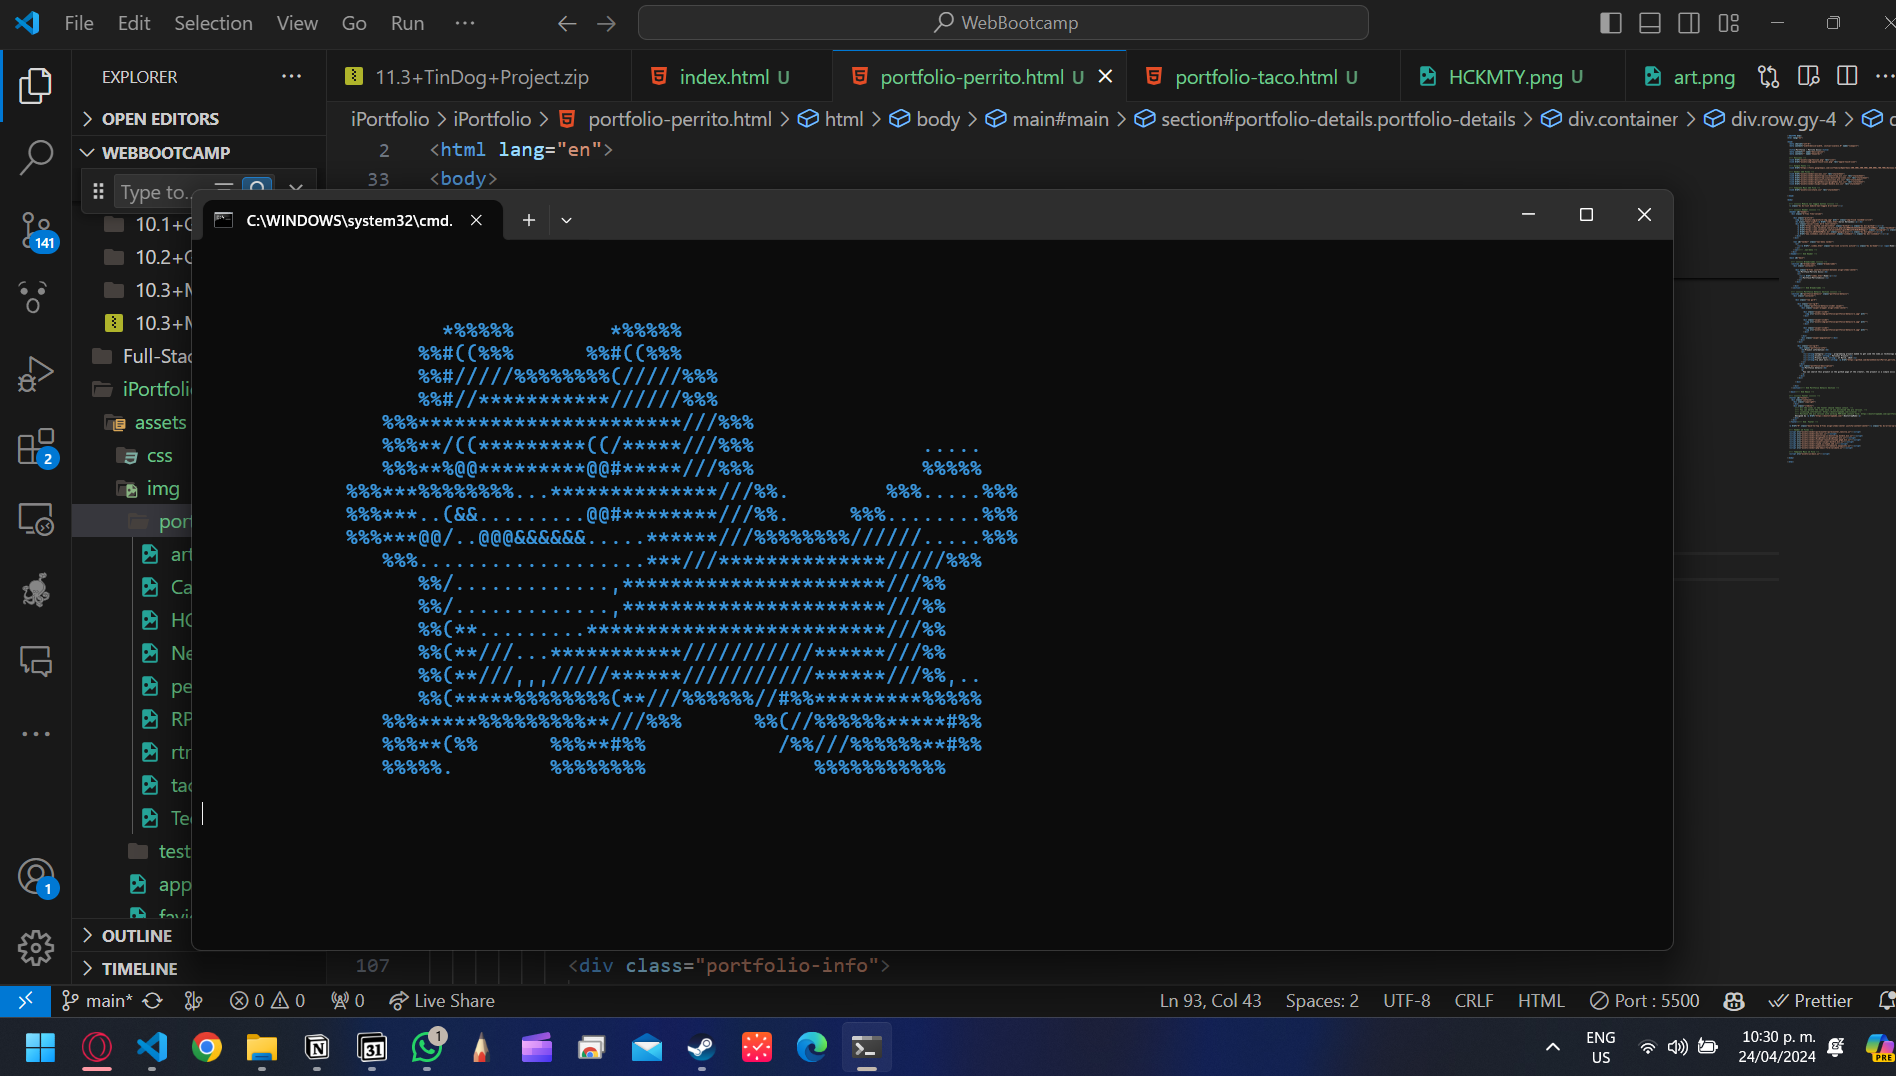 File Edit Selection View Go Run ··· WebBootcamp
EXPLORER ···
11.3+TinDog+Project.zip index.html U portfolio-perrito.html U portfolio-taco.html U HCKMTY.png U art.png ···
OPEN EDITORS
iPortfolio > iPortfolio > portfolio-perrito.html > html > body > main#main > section#portfolio-details.portfolio-details > div.container > div.row.gy-4 >
WEBBOOTCAMP
2 <html lang="en">
33 <body>
Type to..
C:\WINDOWS\system32\cmd. × +
10.1+
10.2+
10.3+
10.3+
Full-Stac
iPortfoli
assets
css
img
port
art
Ca
HC
Ne
pe
RP
rtr
tac
Tec
test
app
favi
141
2
1
*%%%%%        *%%%%%
%%#((%%%      %%#((%%%
%%#/////%%%%%%%%(/////%%%
%%#//***********//////%%%
%%%**********************///%%%
%%%**/((*********((/*****///%%%              .....
%%%**%@@*********@@#*****///%%%              %%%%%
%%%***%%%%%%%%...**************///%%.        %%%.....%%%
%%%***..(&&.........@@#********///%%.     %%%........%%%
%%%***@@/..@@@&&&&&&.....******///%%%%%%%%//////.....%%%
%%%...................***///**************/////%%%
%%/.............,**********************///%%
%%/.............,**********************///%%
%%(**.........*************************///%%
%%(**///...***********///////////******///%%
%%(**///,,,/////******///////////******///%%,..
%%(*****%%%%%%%%(**///%%%%%%//#%%*********%%%%%
%%%*****%%%%%%%%%**///%%%      %%(//%%%%%%*****#%%
%%%**(%%      %%%**#%%           /%%///%%%%%%**#%%
%%%%%.        %%%%%%%%              %%%%%%%%%%%
OUTLINE
TIMELINE
107 <div class="portfolio-info">
main* 0 0 0 Live Share Ln 93, Col 43 Spaces: 2 UTF-8 CRLF HTML Port : 5500 Prettier
31 1 ENG
US
10:30 p. m.
24/04/2024
PRE